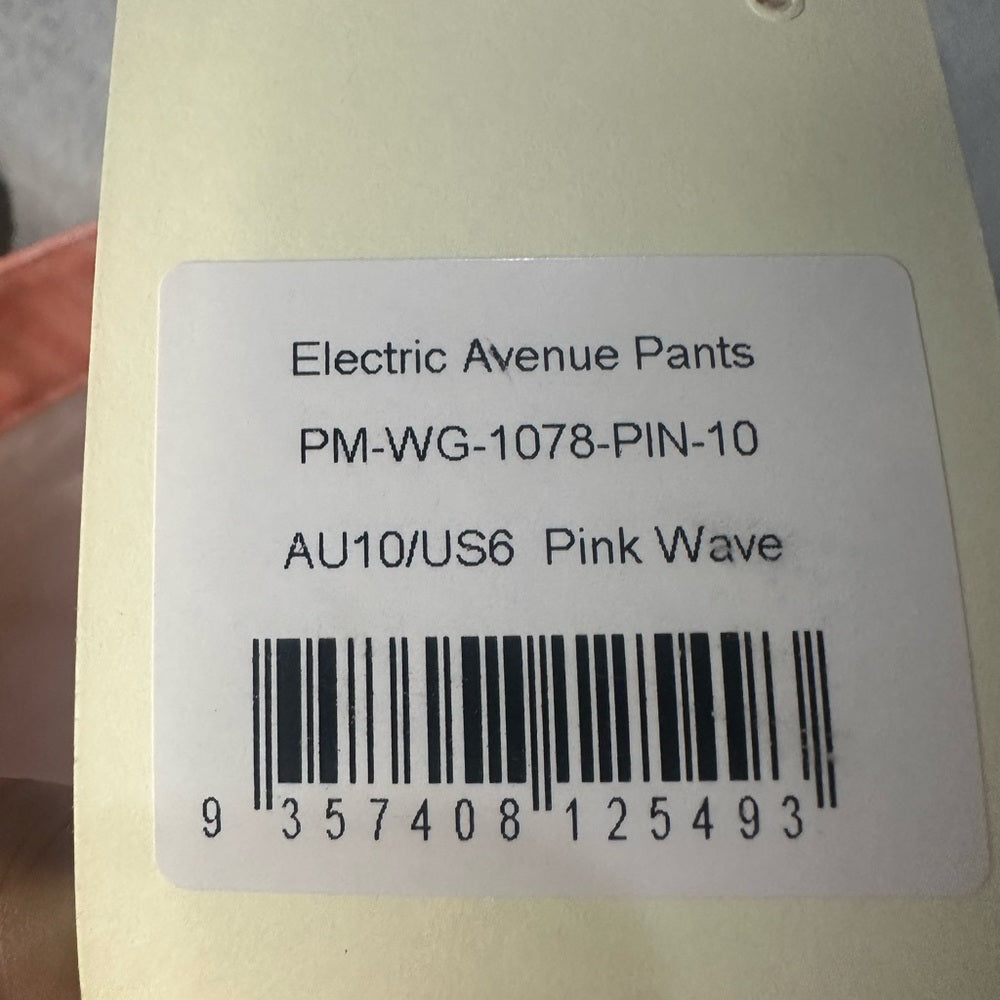 Electric Avenue Pants
PM-WG-1078-PIN-10
AU10/US6 Pink Wave
9 357408 125493